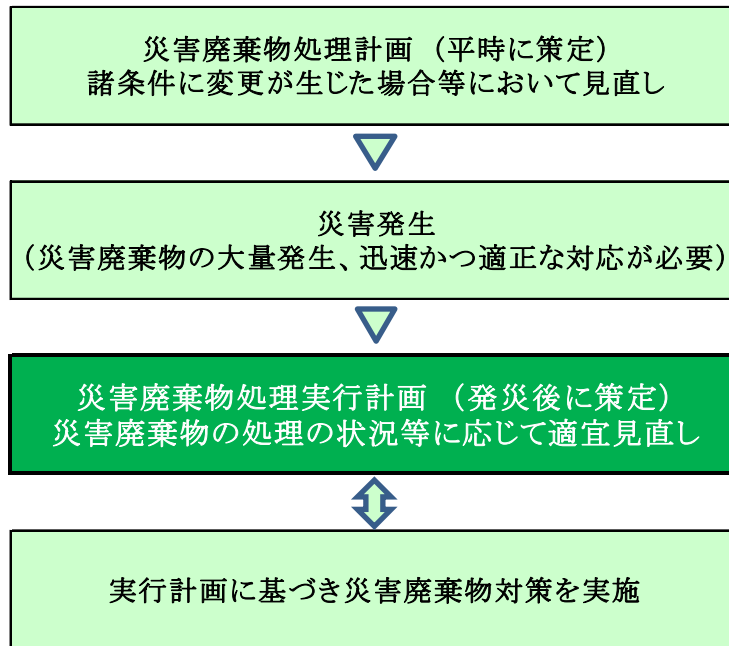 災害廃棄物処理計画（平時に策定）
諸条件に変更が生じた場合等において見直し
災害発生
（災害廃棄物の大量発生、迅速かつ適正な対応が必要）
災害廃棄物処理実行計画（発災後に策定）
災害廃棄物の処理の状況等に応じて適宜見直し
実行計画に基づき災害廃棄物対策を実施